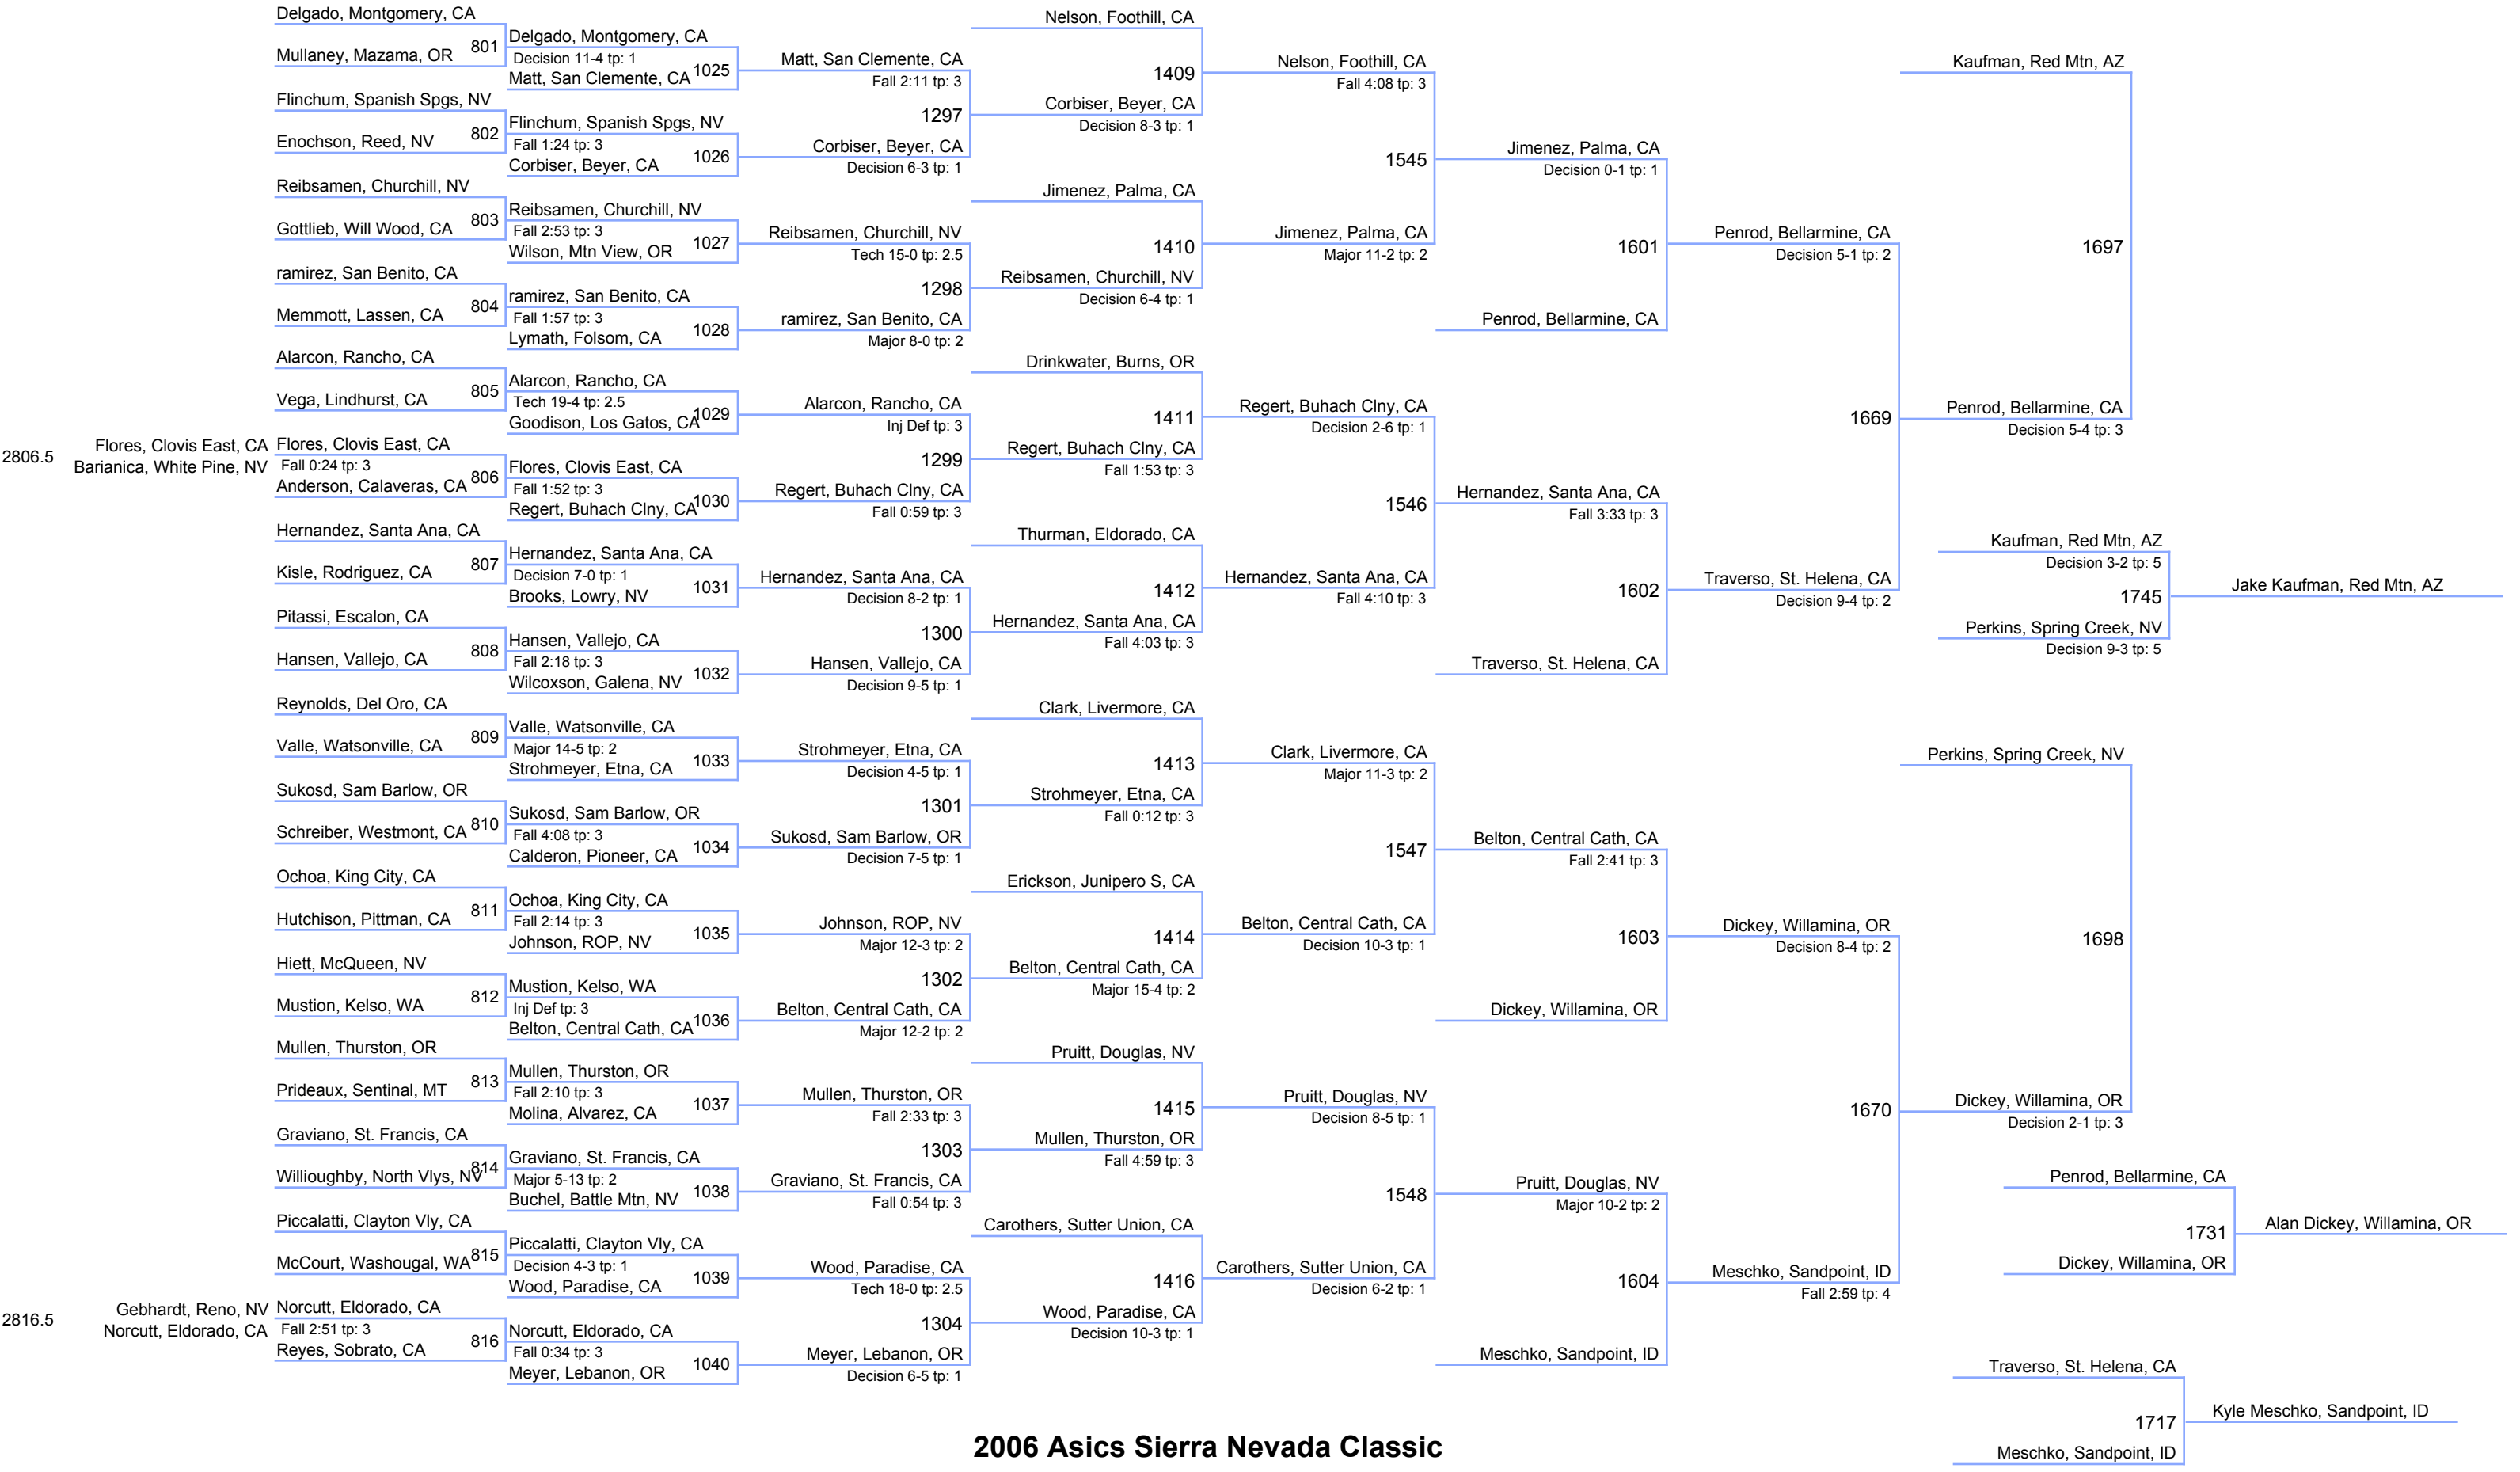 2806.5
Flores, Clovis East, CA
Barianica, White Pine, NV
2816.5
Gebhardt, Reno, NV
Norcutt, Eldorado, CA
Delgado, Montgomery, CA
801
Mullaney, Mazama, OR
Flinchum, Spanish Spgs, NV
802
Enochson, Reed, NV
Reibsamen, Churchill, NV
803
Gottlieb, Will Wood, CA
ramirez, San Benito, CA
804
Memmott, Lassen, CA
Alarcon, Rancho, CA
805
Vega, Lindhurst, CA
Flores, Clovis East, CA
Fall 0:24 tp: 3
806
Anderson, Calaveras, CA
Hernandez, Santa Ana, CA
807
Kisle, Rodriguez, CA
Pitassi, Escalon, CA
808
Hansen, Vallejo, CA
Reynolds, Del Oro, CA
809
Valle, Watsonville, CA
Sukosd, Sam Barlow, OR
810
Schreiber, Westmont, CA
Ochoa, King City, CA
811
Hutchison, Pittman, CA
Hiett, McQueen, NV
812
Mustion, Kelso, WA
Mullen, Thurston, OR
813
Prideaux, Sentinal, MT
Graviano, St. Francis, CA
814
Willioughby, North Vlys, NV
Piccalatti, Clayton Vly, CA
815
McCourt, Washougal, WA
Norcutt, Eldorado, CA
Fall 2:51 tp: 3
816
Reyes, Sobrato, CA
Delgado, Montgomery, CA
Decision 11-4 tp: 1
1025
Matt, San Clemente, CA
Flinchum, Spanish Spgs, NV
Fall 1:24 tp: 3
1026
Corbiser, Beyer, CA
Reibsamen, Churchill, NV
Fall 2:53 tp: 3
1027
Wilson, Mtn View, OR
ramirez, San Benito, CA
Fall 1:57 tp: 3
1028
Lymath, Folsom, CA
Alarcon, Rancho, CA
Tech 19-4 tp: 2.5
1029
Goodison, Los Gatos, CA
Flores, Clovis East, CA
Fall 1:52 tp: 3
1030
Regert, Buhach Clny, CA
Hernandez, Santa Ana, CA
Decision 7-0 tp: 1
1031
Brooks, Lowry, NV
Hansen, Vallejo, CA
Fall 2:18 tp: 3
1032
Wilcoxson, Galena, NV
Valle, Watsonville, CA
Major 14-5 tp: 2
1033
Strohmeyer, Etna, CA
Sukosd, Sam Barlow, OR
Fall 4:08 tp: 3
1034
Calderon, Pioneer, CA
Ochoa, King City, CA
Fall 2:14 tp: 3
1035
Johnson, ROP, NV
Mustion, Kelso, WA
Inj Def tp: 3
1036
Belton, Central Cath, CA
Mullen, Thurston, OR
Fall 2:10 tp: 3
1037
Molina, Alvarez, CA
Graviano, St. Francis, CA
Major 5-13 tp: 2
1038
Buchel, Battle Mtn, NV
Piccalatti, Clayton Vly, CA
Decision 4-3 tp: 1
1039
Wood, Paradise, CA
Norcutt, Eldorado, CA
Fall 0:34 tp: 3
1040
Meyer, Lebanon, OR
Matt, San Clemente, CA
Fall 2:11 tp: 3
1297
Corbiser, Beyer, CA
Decision 6-3 tp: 1
Reibsamen, Churchill, NV
Tech 15-0 tp: 2.5
1298
ramirez, San Benito, CA
Major 8-0 tp: 2
Alarcon, Rancho, CA
Inj Def tp: 3
1299
Regert, Buhach Clny, CA
Fall 0:59 tp: 3
Hernandez, Santa Ana, CA
Decision 8-2 tp: 1
1300
Hansen, Vallejo, CA
Decision 9-5 tp: 1
Strohmeyer, Etna, CA
Decision 4-5 tp: 1
1301
Sukosd, Sam Barlow, OR
Decision 7-5 tp: 1
Johnson, ROP, NV
Major 12-3 tp: 2
1302
Belton, Central Cath, CA
Major 12-2 tp: 2
Mullen, Thurston, OR
Fall 2:33 tp: 3
1303
Graviano, St. Francis, CA
Fall 0:54 tp: 3
Wood, Paradise, CA
Tech 18-0 tp: 2.5
1304
Meyer, Lebanon, OR
Decision 6-5 tp: 1
Nelson, Foothill, CA
1409
Corbiser, Beyer, CA
Decision 8-3 tp: 1
Jimenez, Palma, CA
1410
Reibsamen, Churchill, NV
Decision 6-4 tp: 1
Drinkwater, Burns, OR
1411
Regert, Buhach Clny, CA
Fall 1:53 tp: 3
Thurman, Eldorado, CA
1412
Hernandez, Santa Ana, CA
Fall 4:03 tp: 3
Clark, Livermore, CA
1413
Strohmeyer, Etna, CA
Fall 0:12 tp: 3
Erickson, Junipero S, CA
1414
Belton, Central Cath, CA
Major 15-4 tp: 2
Pruitt, Douglas, NV
1415
Mullen, Thurston, OR
Fall 4:59 tp: 3
Carothers, Sutter Union, CA
1416
Wood, Paradise, CA
Decision 10-3 tp: 1
Nelson, Foothill, CA
Fall 4:08 tp: 3
1545
Jimenez, Palma, CA
Major 11-2 tp: 2
Regert, Buhach Clny, CA
Decision 2-6 tp: 1
1546
Hernandez, Santa Ana, CA
Fall 4:10 tp: 3
Clark, Livermore, CA
Major 11-3 tp: 2
1547
Belton, Central Cath, CA
Decision 10-3 tp: 1
Pruitt, Douglas, NV
Decision 8-5 tp: 1
1548
Carothers, Sutter Union, CA
Decision 6-2 tp: 1
Jimenez, Palma, CA
Decision 0-1 tp: 1
1601
Penrod, Bellarmine, CA
Hernandez, Santa Ana, CA
Fall 3:33 tp: 3
1602
Traverso, St. Helena, CA
Belton, Central Cath, CA
Fall 2:41 tp: 3
1603
Dickey, Willamina, OR
Pruitt, Douglas, NV
Major 10-2 tp: 2
1604
Meschko, Sandpoint, ID
Penrod, Bellarmine, CA
Decision 5-1 tp: 2
1669
Traverso, St. Helena, CA
Decision 9-4 tp: 2
Dickey, Willamina, OR
Decision 8-4 tp: 2
1670
Meschko, Sandpoint, ID
Fall 2:59 tp: 4
Kaufman, Red Mtn, AZ
1697
Penrod, Bellarmine, CA
Decision 5-4 tp: 3
Kaufman, Red Mtn, AZ
Decision 3-2 tp: 5
1745
Jake Kaufman, Red Mtn, AZ
Perkins, Spring Creek, NV
Decision 9-3 tp: 5
Perkins, Spring Creek, NV
1698
Dickey, Willamina, OR
Decision 2-1 tp: 3
Penrod, Bellarmine, CA
1731
Alan Dickey, Willamina, OR
Dickey, Willamina, OR
Traverso, St. Helena, CA
1717
Kyle Meschko, Sandpoint, ID
Meschko, Sandpoint, ID
2006 Asics Sierra Nevada Classic